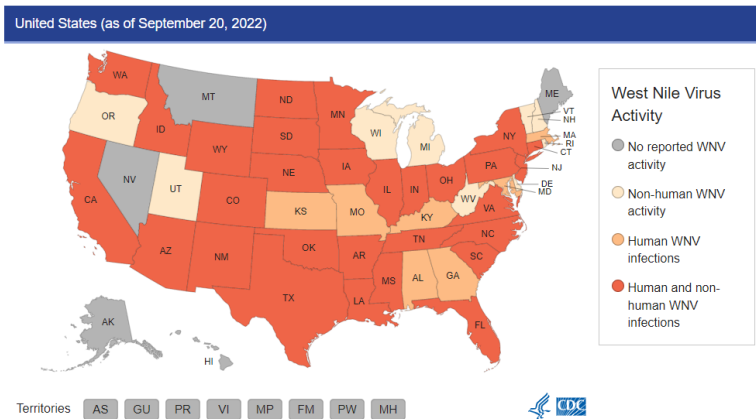 United States (as of September 20, 2022)
WA
MT
ND
MN
ME
OR
ID
SD
WI
MI
NY
VT
NH
MA
RI
CT
WY
NE
IA
PA
NJ
NV
UT
CO
IL
IN
OH
WV
VA
DE
MD
CA
KS
MO
KY
AZ
NM
OK
AR
TN
NC
SC
TX
LA
MS
AL
GA
FL
AK
HI
West Nile Virus
Activity
No reported WNV
activity
Non-human WNV
activity
Human WNV
infections
Human and non-
human WNV
infections
Territories AS GU PR VI MP FM PW MH
CDC